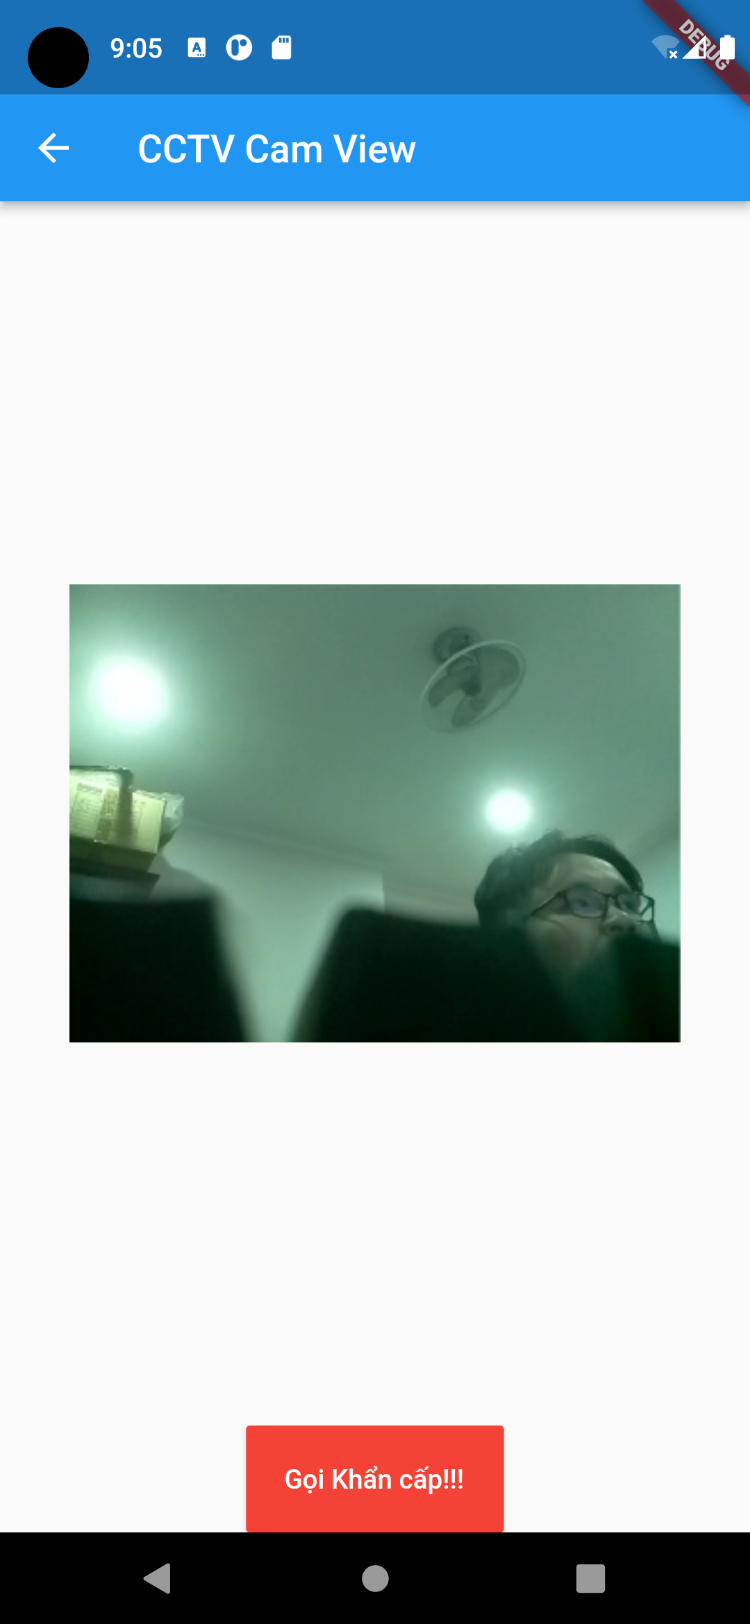 9:05
DEBUG
CCTV Cam View
Gọi Khẩn cấp!!!